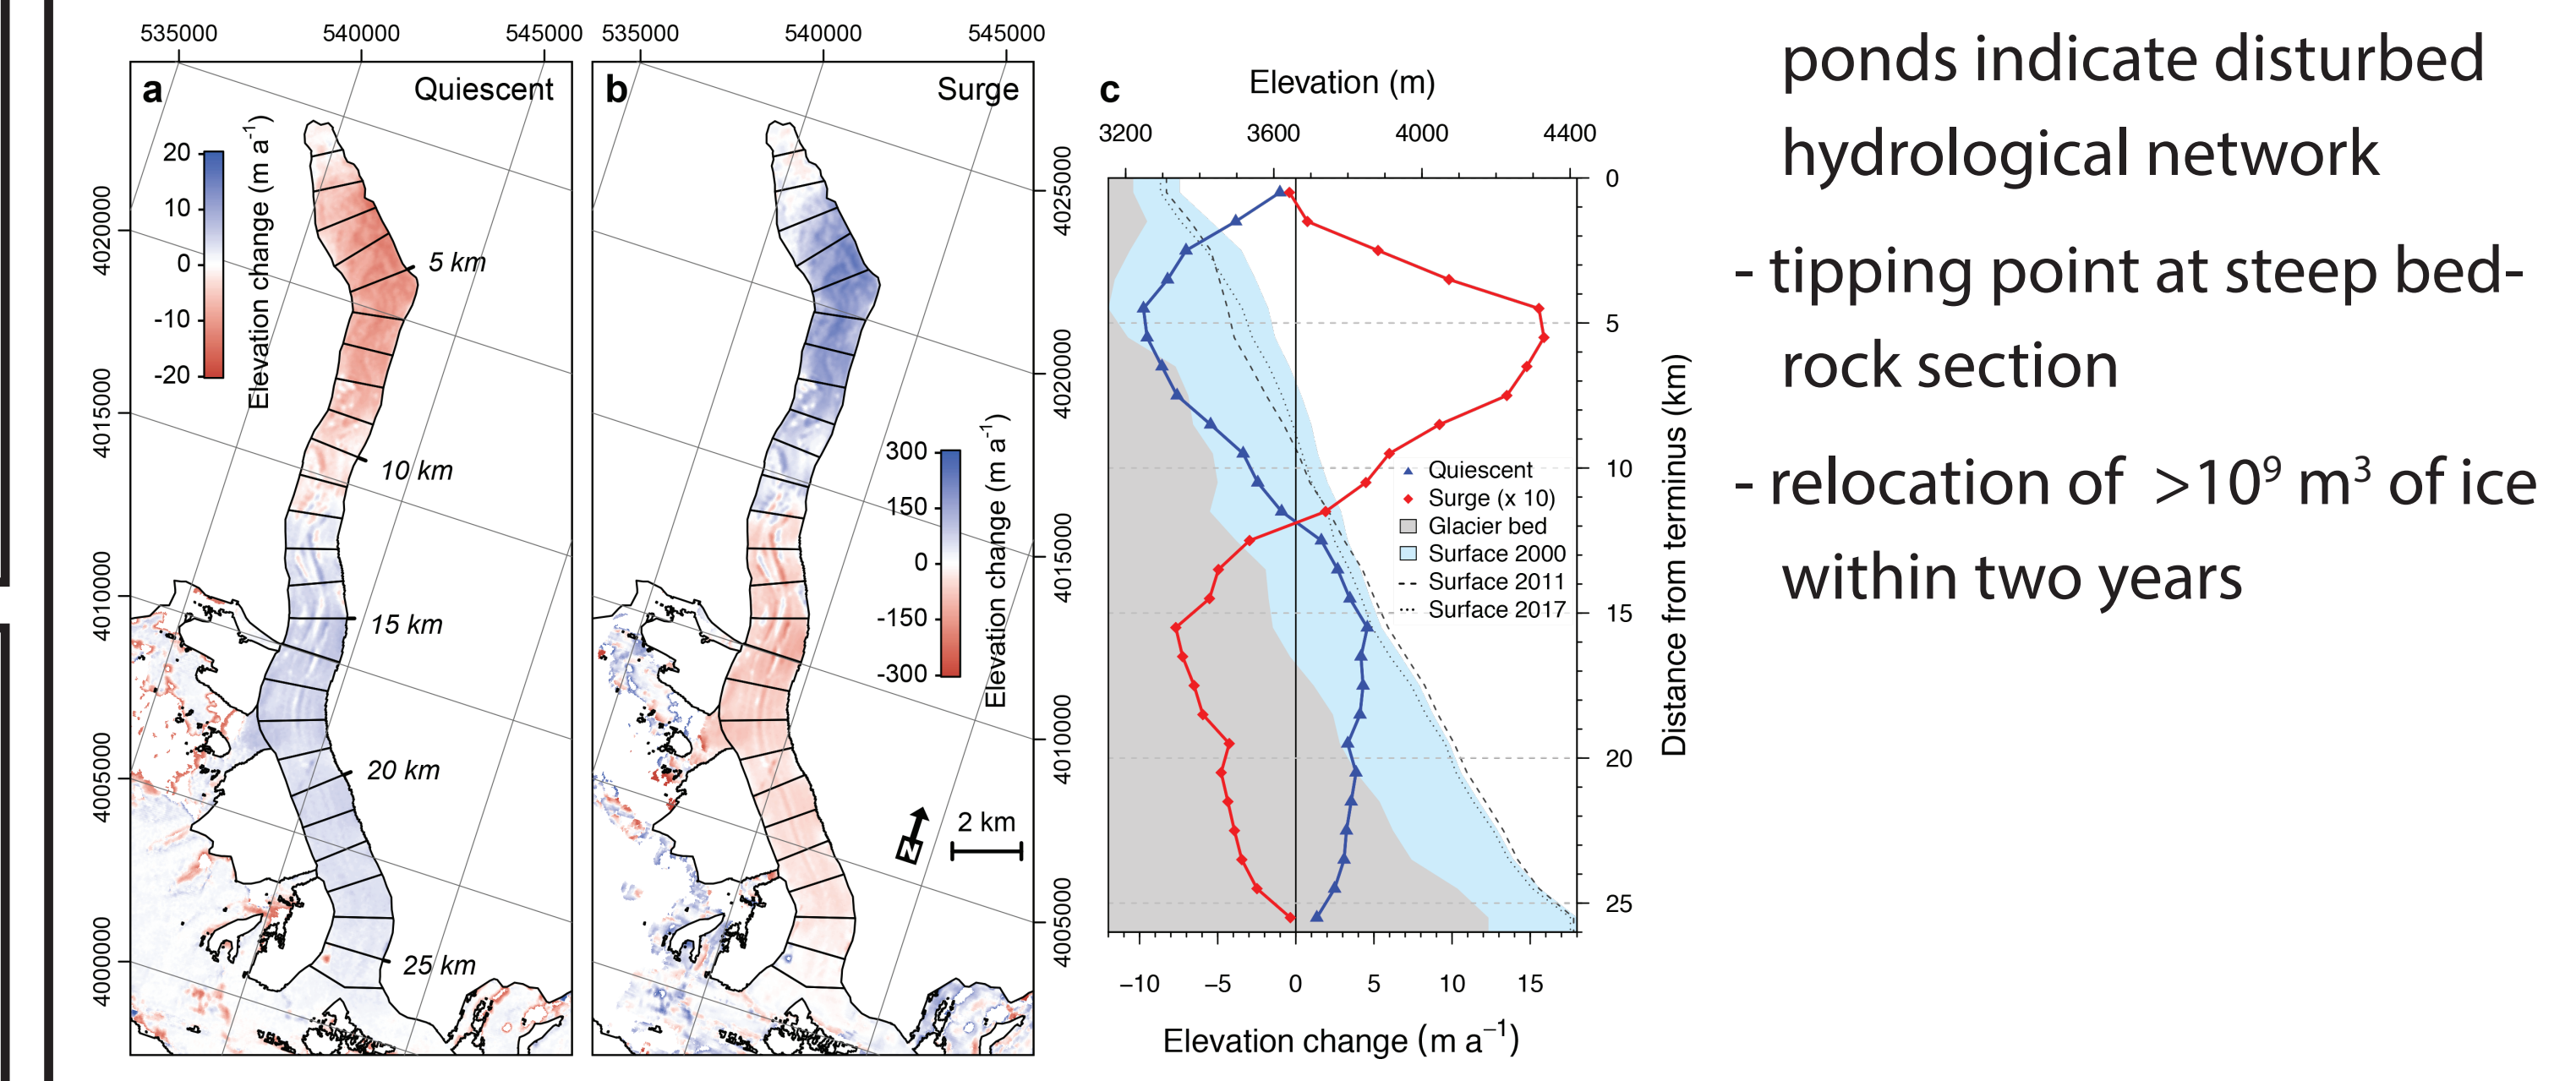 535000
540000
545000
535000
540000
545000
a
Quiescent
20
10
0
-10
-20
Elevation change (m a⁻¹)
4020000
4015000
4010000
4005000
4000000
5 km
10 km
15 km
20 km
25 km
b
Surge
300
150
0
-150
-300
Elevation change (m a⁻¹)
N
2 km
4025000
4020000
4015000
4010000
4005000
c
Elevation (m)
3200
3600
4000
4400
Quiescent
Surge (x 10)
Glacier bed
Surface 2000
Surface 2011
Surface 2017
0
5
10
15
20
25
Distance from terminus (km)
−10
−5
0
5
10
15
Elevation change (m a⁻¹)
ponds indicate disturbed
hydrological network
- tipping point at steep bed-
rock section
- relocation of >10⁹ m³ of ice
within two years